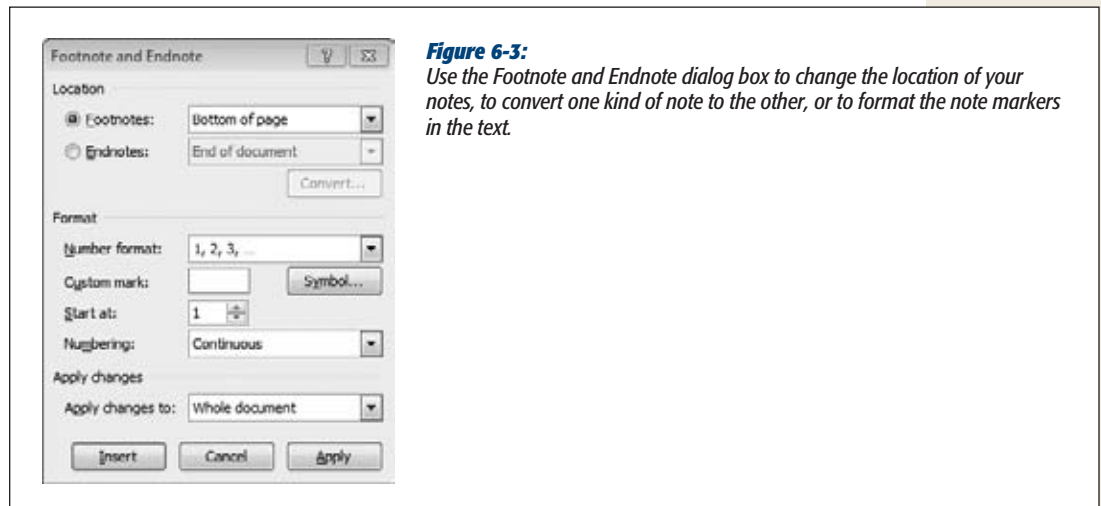 Footnote and Endnote
Location
Footnotes: Bottom of page
Endnotes: End of document
Convert...
Format
Number format: 1, 2, 3, ...
Custom mark: Symbol...
Start at: 1
Numbering: Continuous
Apply changes
Apply changes to: Whole document
Insert Cancel Apply
Figure 6-3:
Use the Footnote and Endnote dialog box to change the location of your
notes, to convert one kind of note to the other, or to format the note markers
in the text.